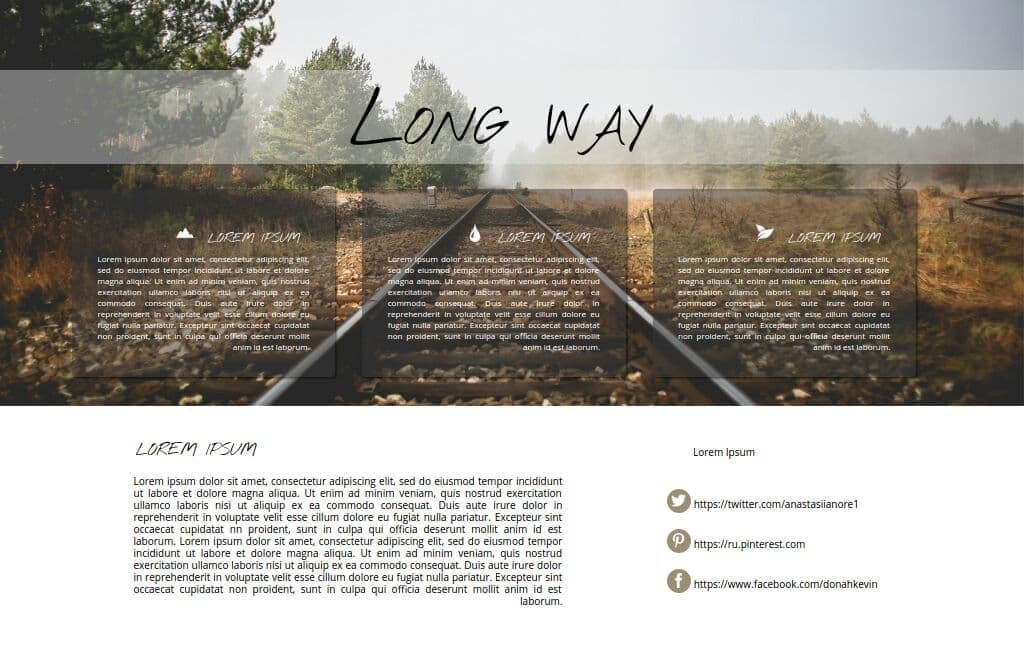 LONG WAY
LOREM IPSUM
Lorem ipsum dolor sit amet, consectetur adipiscing elit,
sed do eiusmod tempor incididunt ut labore et dolore
magna aliqua. Ut enim ad minim veniam, quis nostrud
exercitation ullamco laboris nisi ut aliquip ex ea
commodo consequat. Duis aute irure dolor in
reprehenderit in voluptate velit esse cillum dolore eu
fugiat nulla pariatur. Excepteur sint occaecat cupidatat
non proident, sunt in culpa qui officia deserunt mollit
anim id est laborum.
LOREM IPSUM
Lorem ipsum dolor sit amet, consectetur adipiscing elit,
sed do eiusmod tempor incididunt ut labore et dolore
magna aliqua. Ut enim ad minim veniam, quis nostrud
exercitation ullamco laboris nisi ut aliquip ex ea
commodo consequat. Duis aute irure dolor in
reprehenderit in voluptate velit esse cillum dolore eu
fugiat nulla pariatur. Excepteur sint occaecat cupidatat
non proident, sunt in culpa qui officia deserunt mollit
anim id est laborum.
LOREM IPSUM
Lorem ipsum dolor sit amet, consectetur adipiscing elit,
sed do eiusmod tempor incididunt ut labore et dolore
magna aliqua. Ut enim ad minim veniam, quis nostrud
exercitation ullamco laboris nisi ut aliquip ex ea
commodo consequat. Duis aute irure dolor in
reprehenderit in voluptate velit esse cillum dolore eu
fugiat nulla pariatur. Excepteur sint occaecat cupidatat
non proident, sunt in culpa qui officia deserunt mollit
anim id est laborum.
LOREM IPSUM
Lorem ipsum dolor sit amet, consectetur adipiscing elit, sed do eiusmod tempor incididunt
ut labore et dolore magna aliqua. Ut enim ad minim veniam, quis nostrud exercitation
ullamco laboris nisi ut aliquip ex ea commodo consequat. Duis aute irure dolor in
reprehenderit in voluptate velit esse cillum dolore eu fugiat nulla pariatur. Excepteur sint
occaecat cupidatat nn proident, sunt in culpa qui officia deserunt mollit anim id est
laborum. Lorem ipsum dolor sit amet, consectetur adipiscing elit, sed do eiusmod tempor
incididunt ut labore et dolore magna aliqua. Ut enim ad minim veniam, quis nostrud
exercitation ullamco laboris nisi ut aliquip ex ea commodo consequat. Duis aute irure dolor
in reprehenderit in voluptate velit esse cillum dolore eu fugiat nulla pariatur. Excepteur sint
occaecat cupidatat non proident, sunt in culpa qui officia deserunt mollit anim id est
laborum.
Lorem Ipsum
https://twitter.com/anastasiianore1
https://ru.pinterest.com
https://www.facebook.com/donahkevin